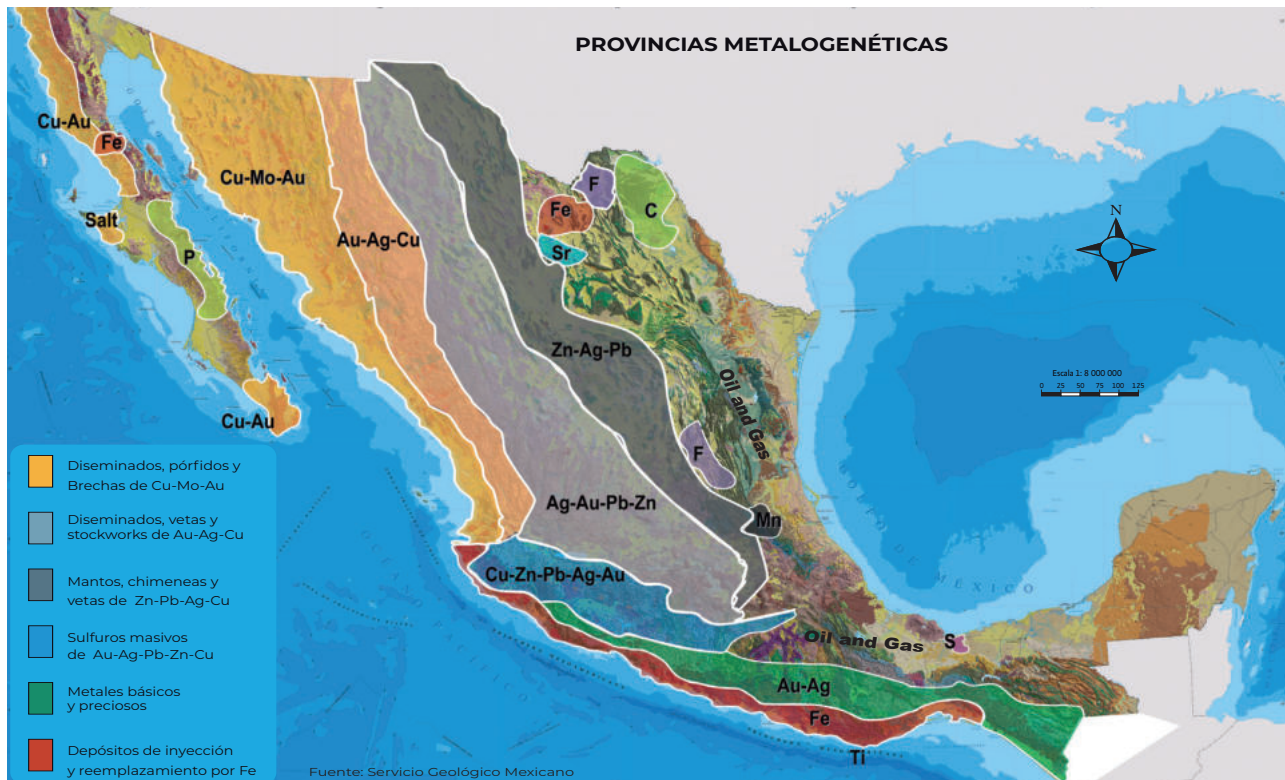 PROVINCIAS METALOGENÉTICAS
Cu-Au
Fe
Cu-Mo-Au
Salt
P
Au-Ag-Cu
F
Fe
C
Sr
N
Zn-Ag-Pb
Oil and Gas
Escala 1: 8 000 000
0 25 50 75 100 125
Cu-Au
F
Ag-Au-Pb-Zn
Mn
DE MÉXICO
Cu-Zn-Pb-Ag-Au
Oil and Gas
S
Au-Ag
Fe
Ti
Diseminados, pórfidos y
Brechas de Cu-Mo-Au
Diseminados, vetas y
stockworks de Au-Ag-Cu
Mantos, chimeneas y
vetas de Zn-Pb-Ag-Cu
Sulfuros masivos
de Au-Ag-Pb-Zn-Cu
Metales básicos
y preciosos
Depósitos de inyección
y reemplazamiento por Fe
Fuente: Servicio Geológico Mexicano